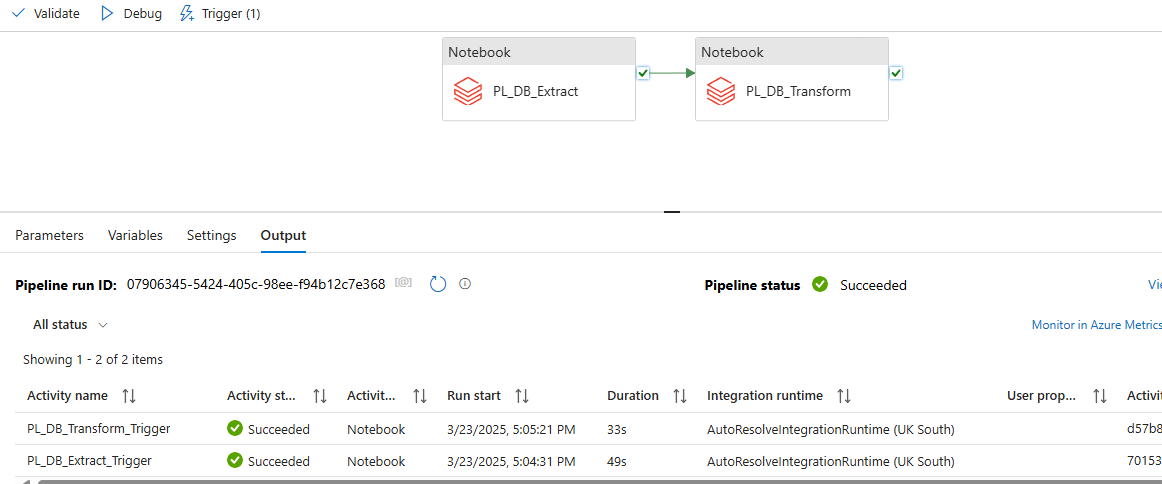 Validate Debug Trigger (1)
Notebook Notebook
PL_DB_Extract PL_DB_Transform
Parameters Variables Settings Output
Pipeline run ID: 07906345-5424-405c-98ee-f94b12c7e368 [@] Pipeline status Succeeded Vie
All status Monitor in Azure Metrics
Showing 1 - 2 of 2 items
Activity name Activity st... Activit... Run start Duration Integration runtime User prop... Activit
PL_DB_Transform_Trigger Succeeded Notebook 3/23/2025, 5:05:21 PM 33s AutoResolveIntegrationRuntime (UK South) d57b8
PL_DB_Extract_Trigger Succeeded Notebook 3/23/2025, 5:04:31 PM 49s AutoResolveIntegrationRuntime (UK South) 70153